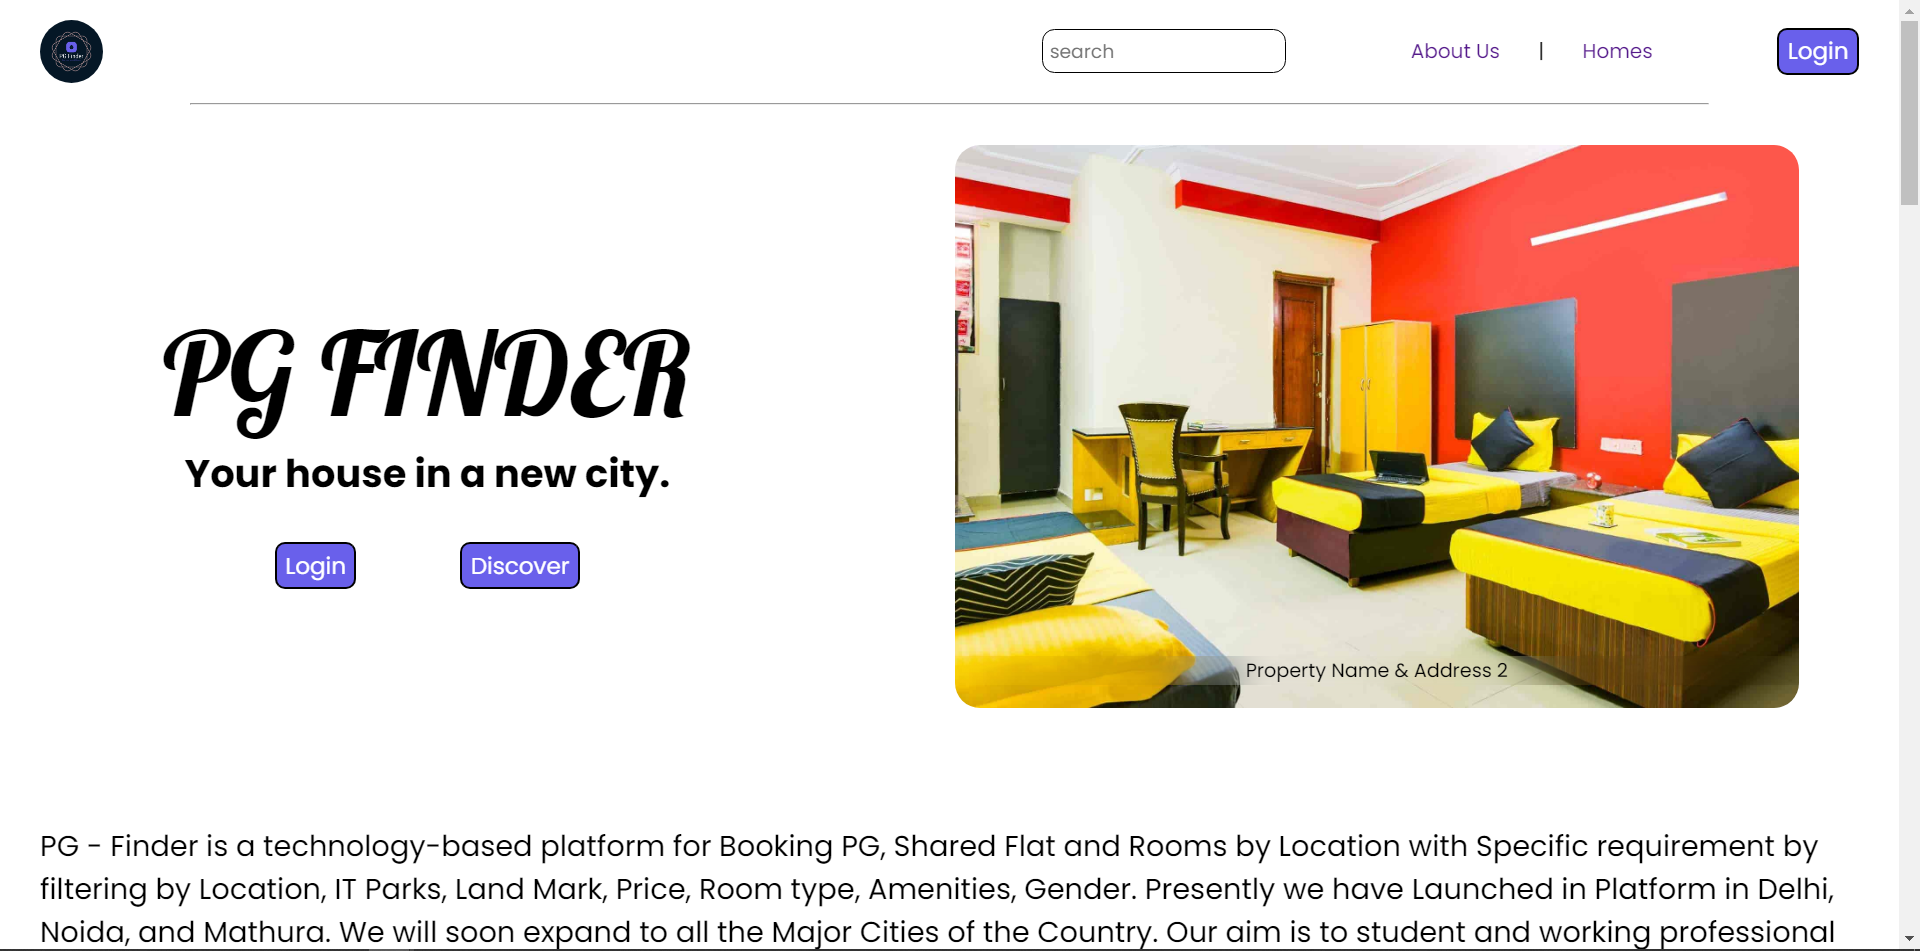 PG Finder
search
About Us | Homes
Login
PG FINDER
Your house in a new city.
Login
Discover
Property Name & Address 2
PG - Finder is a technology-based platform for Booking PG, Shared Flat and Rooms by Location with Specific requirement by
filtering by Location, IT Parks, Land Mark, Price, Room type, Amenities, Gender. Presently we have Launched in Platform in Delhi,
Noida, and Mathura. We will soon expand to all the Major Cities of the Country. Our aim is to student and working professional